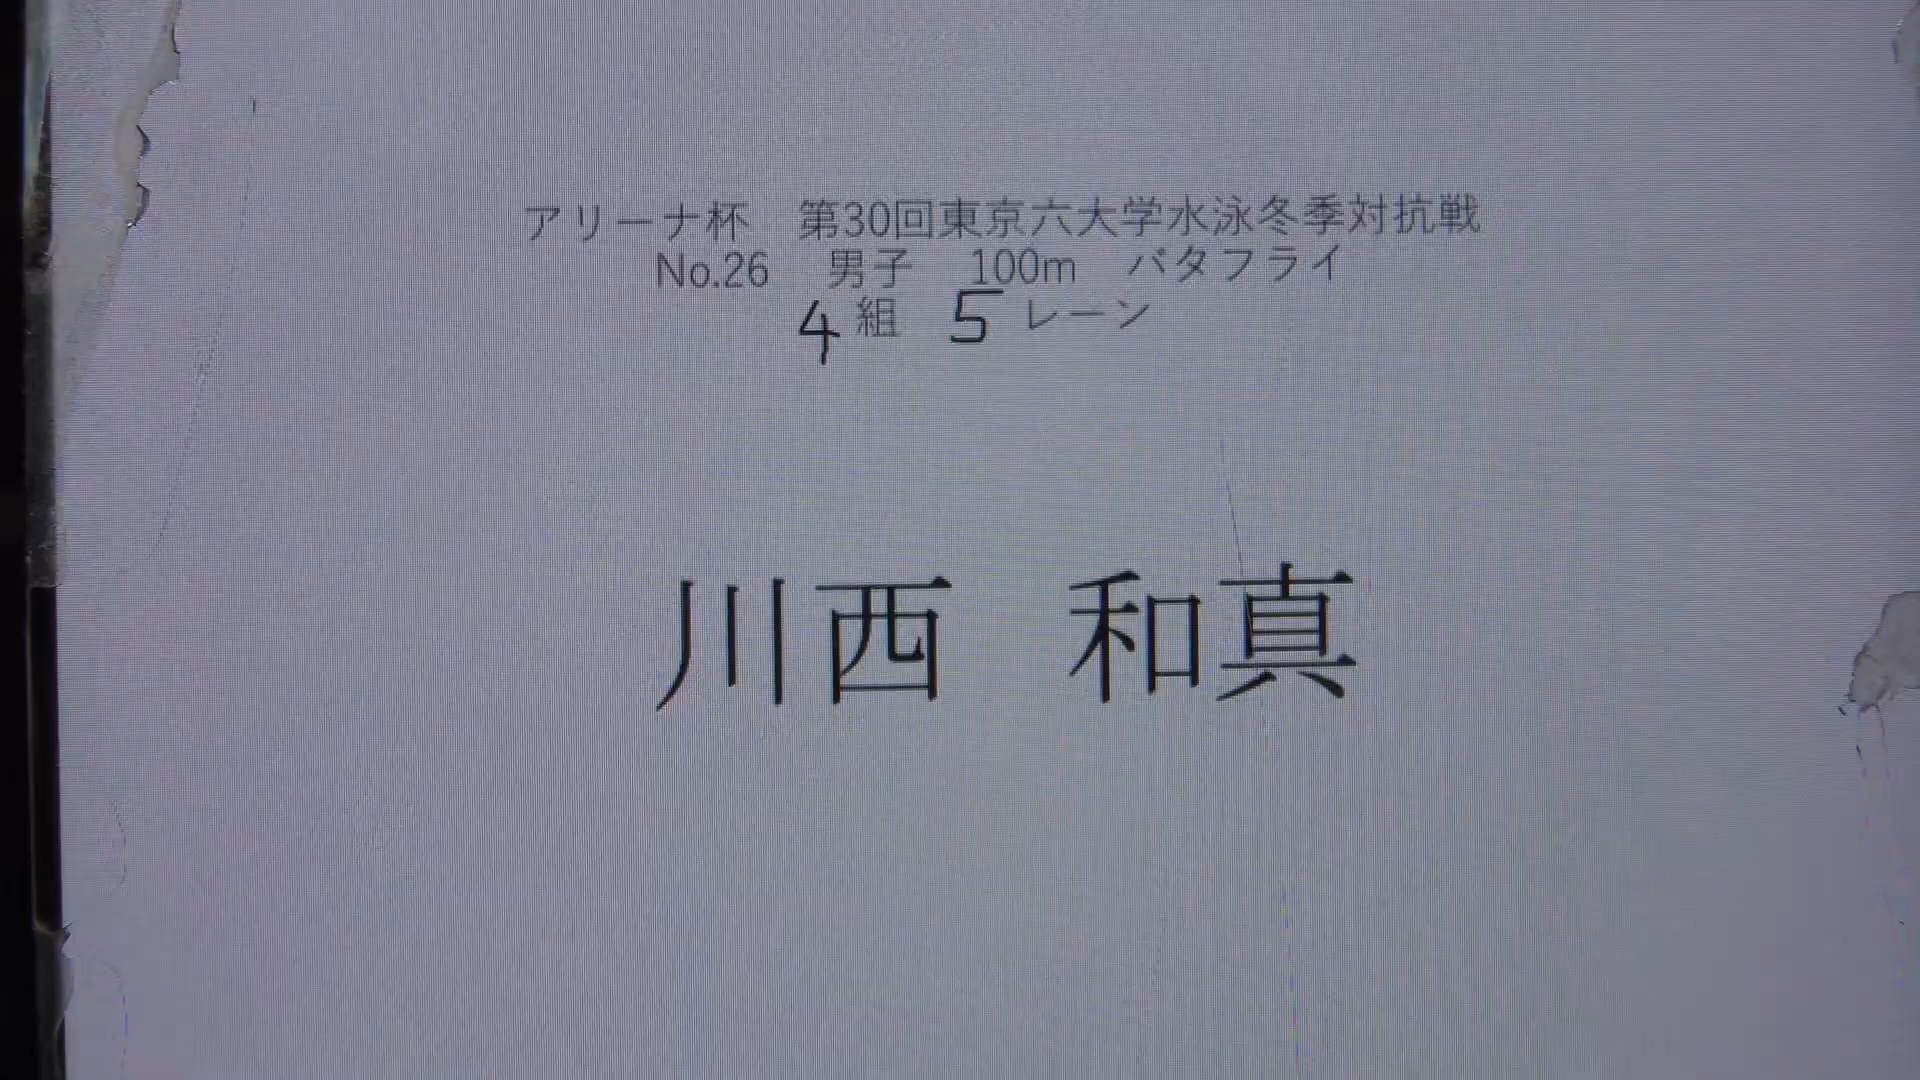 アリーナ杯　第30回東京六大学水泳冬季対抗戦
No.26　男子　100m　バタフライ
4組　5レーン
川西　和真